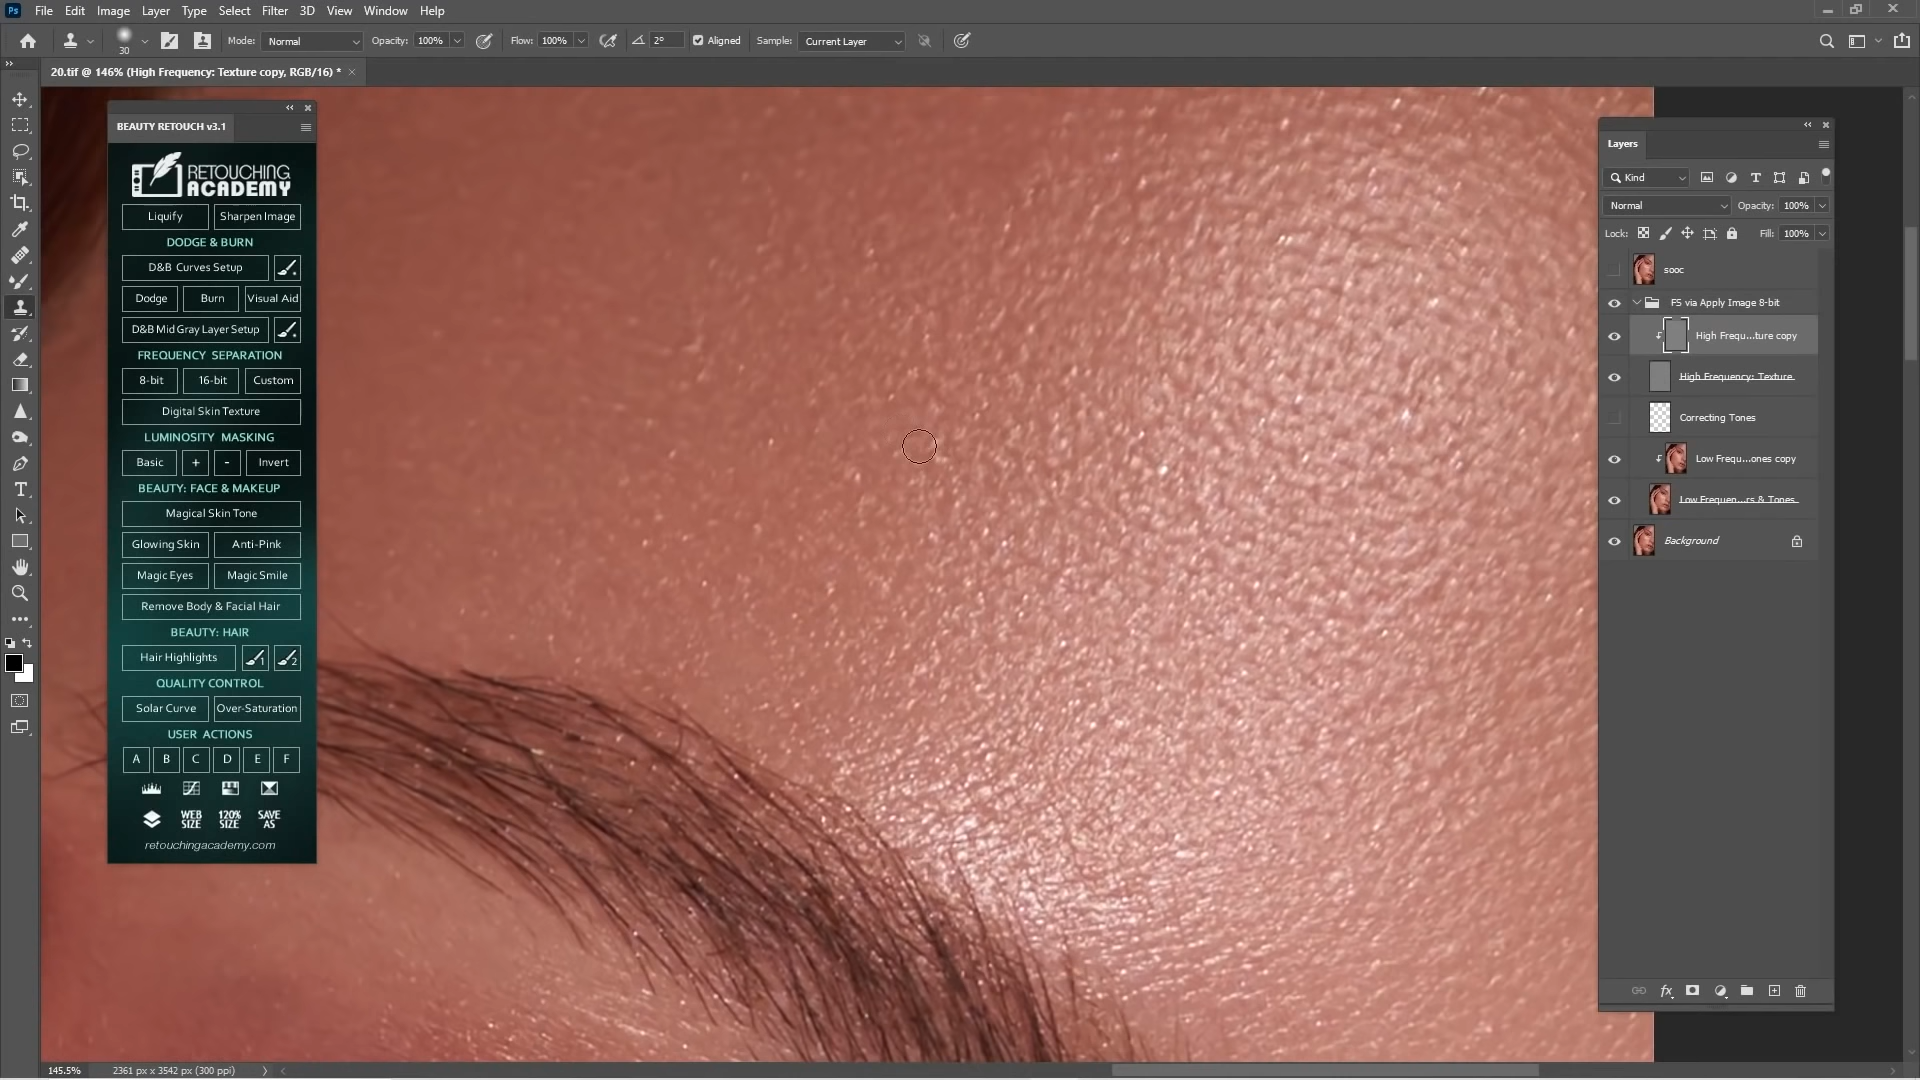 Ps File Edit Image Layer Type Select Filter 3D View Window Help
30 Mode: Normal Opacity: 100% Flow: 100% 2° Aligned Sample: Current Layer
20.tif @ 146% (High Frequency: Texture copy, RGB/16) *
BEAUTY RETOUCH v3.1
RETOUCHING
ACADEMY
Liquify Sharpen Image
DODGE & BURN
D&B Curves Setup
Dodge Burn Visual Aid
D&B Mid Gray Layer Setup
FREQUENCY SEPARATION
8-bit 16-bit Custom
Digital Skin Texture
LUMINOSITY MASKING
Basic + - Invert
BEAUTY: FACE & MAKEUP
Magical Skin Tone
Glowing Skin Anti-Pink
Magic Eyes Magic Smile
Remove Body & Facial Hair
BEAUTY: HAIR
Hair Highlights 1 2
QUALITY CONTROL
Solar Curve Over-Saturation
USER ACTIONS
A B C D E F
WEB SIZE 120% SIZE SAVE AS
retouchingacademy.com
Layers
Kind
Normal Opacity: 100%
Lock: Fill: 100%
sooc
FS via Apply Image 8-bit
High Frequ...ture copy
High Frequency: Texture
Correcting Tones
Low Frequ...ones copy
Low Frequen...rs & Tones
Background
fx
145.5% 2361 px x 3542 px (300 ppi)